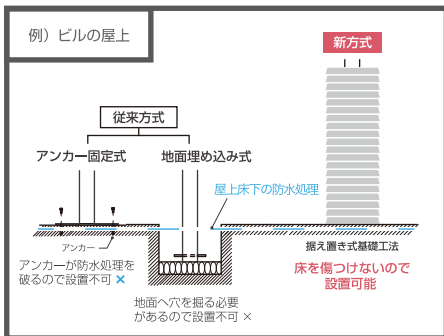 例）ビルの屋上
新方式
従来方式
アンカー固定式
地面埋め込み式
屋上床下の防水処理
アンカー
アンカーが防水処理を
破るので設置不可 ×
地面へ穴を掘る必要
があるので設置不可 ×
据え置き式基礎工法
床を傷つけないので
設置可能